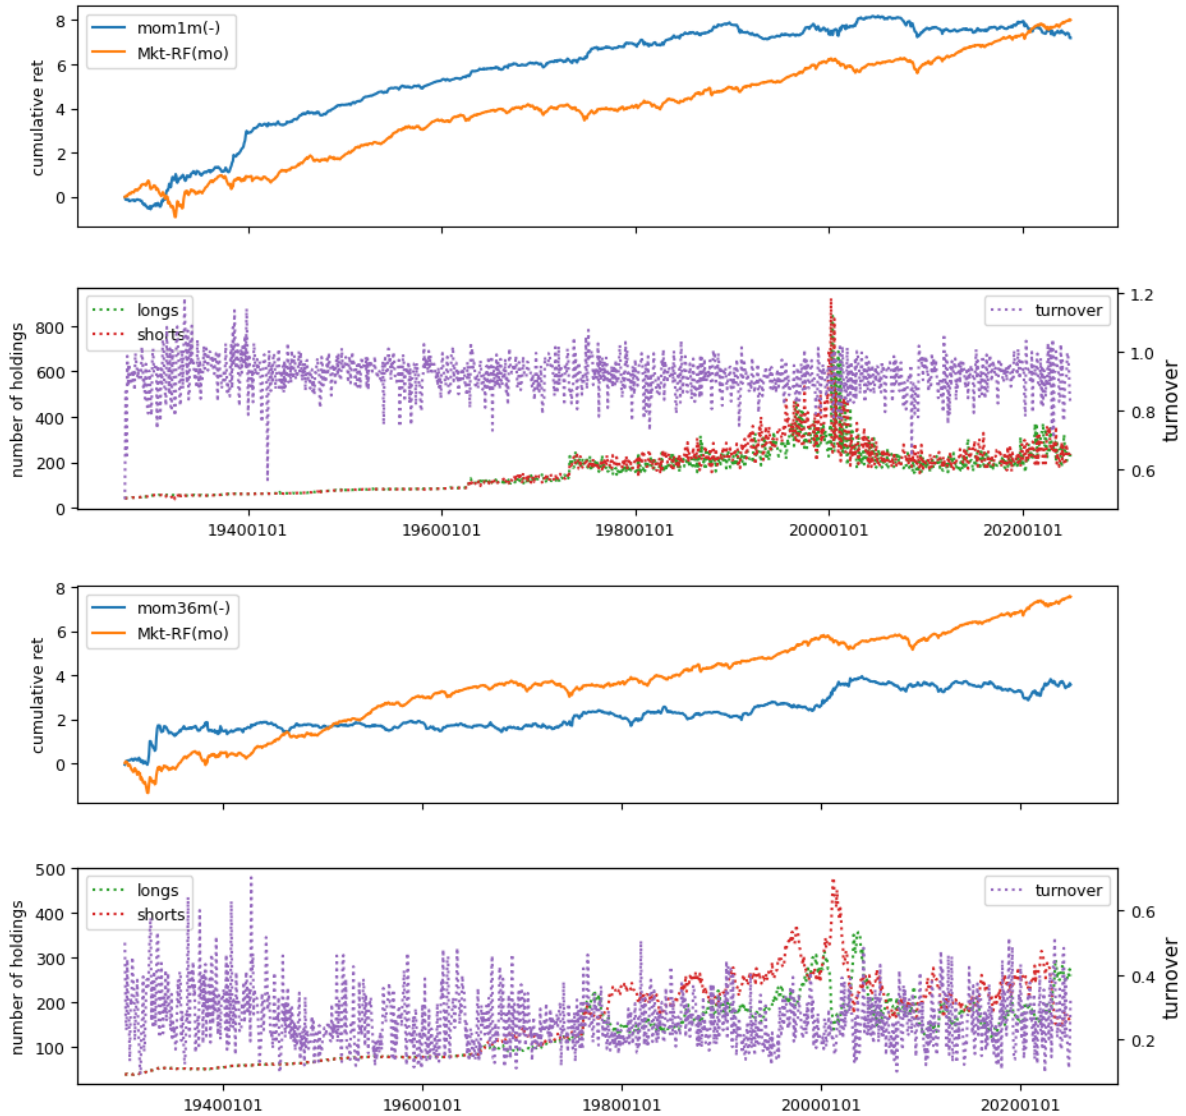 8
6
4
2
0
cumulative ret
mom1m(-)
Mkt-RF(mo)
800
600
400
200
0
number of holdings
longs
shorts
turnover
1.2
1.0
0.8
0.6
turnover
19400101
19600101
19800101
20000101
20200101
8
6
4
2
0
cumulative ret
mom36m(-)
Mkt-RF(mo)
500
400
300
200
100
number of holdings
longs
shorts
turnover
0.6
0.4
0.2
turnover
19400101
19600101
19800101
20000101
20200101